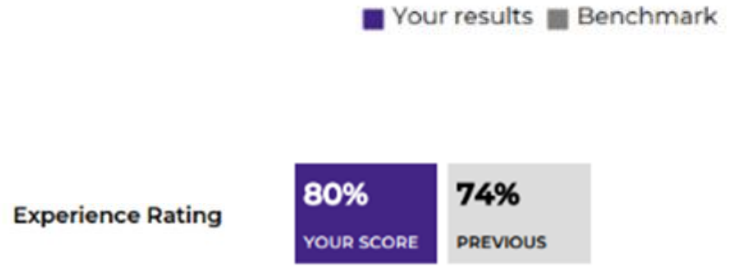 Your results Benchmark
Experience Rating
80%
YOUR SCORE
74%
PREVIOUS